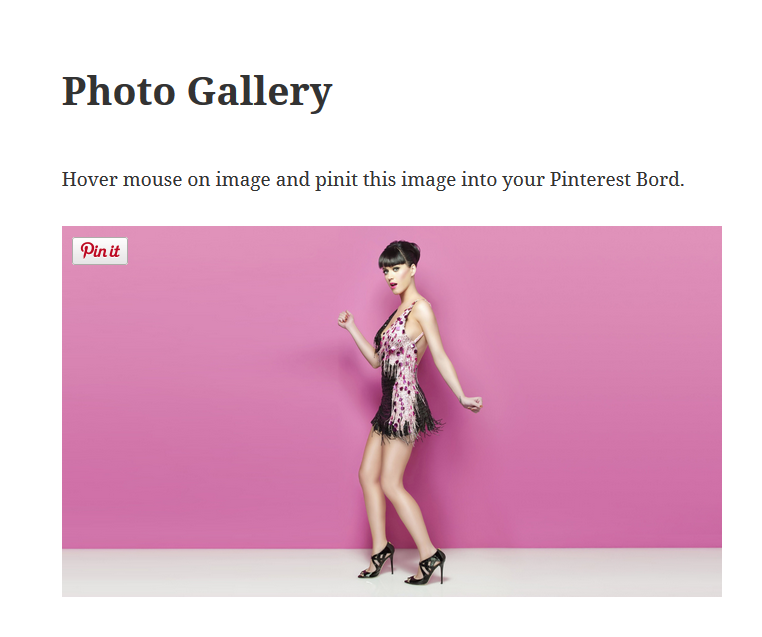 Photo Gallery
Hover mouse on image and pinit this image into your Pinterest Bord.
Pin it